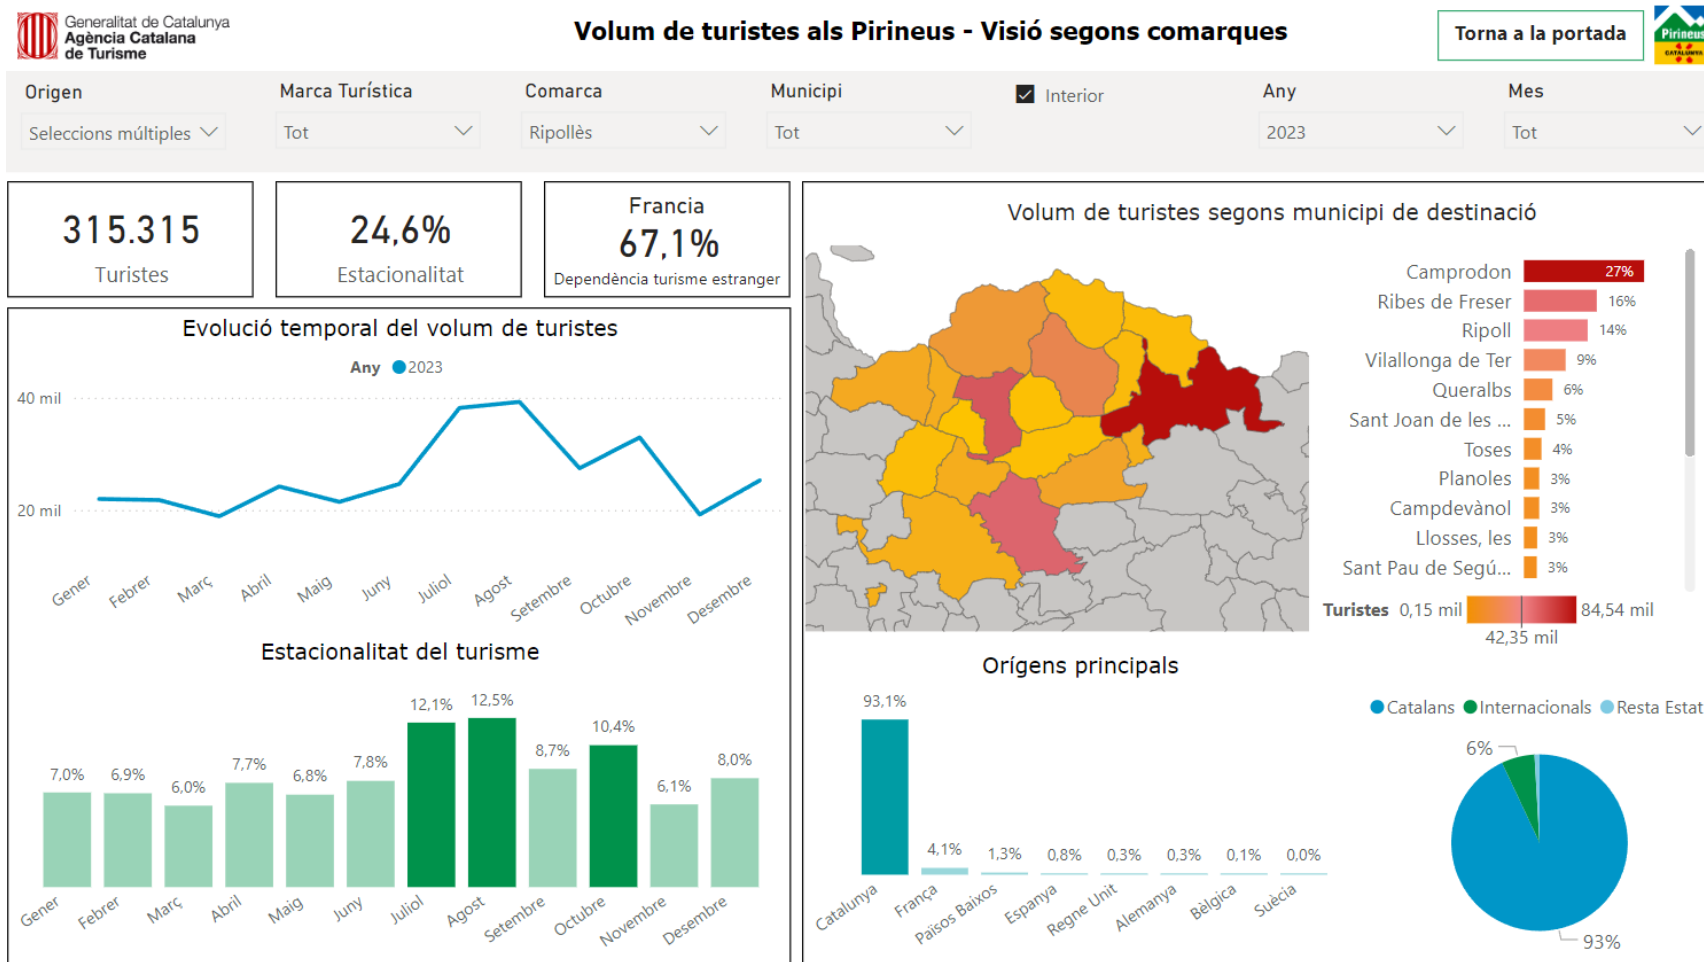 Generalitat de Catalunya
Agència Catalana
de Turisme
Volum de turistes als Pirineus - Visió segons comarques
Torna a la portada
Pirineus
CATALUNYA
Origen
Seleccions múltiples
Marca Turística
Tot
Comarca
Ripollès
Municipi
Tot
Interior
Any
2023
Mes
Tot
315.315
Turistes
24,6%
Estacionalitat
Francia
67,1%
Dependència turisme estranger
Evolució temporal del volum de turistes
Any 2023
40 mil
20 mil
Gener Febrer Març Abril Maig Juny Juliol Agost Setembre Octubre Novembre Desembre
Estacionalitat del turisme
7,0% 6,9% 6,0% 7,7% 6,8% 7,8% 12,1% 12,5% 8,7% 10,4% 6,1% 8,0%
Gener Febrer Març Abril Maig Juny Juliol Agost Setembre Octubre Novembre Desembre
Volum de turistes segons municipi de destinació
Camprodon 27%
Ribes de Freser 16%
Ripoll 14%
Vilallonga de Ter 9%
Queralbs 6%
Sant Joan de les ... 5%
Toses 4%
Planoles 3%
Campdevànol 3%
Llosses, les 3%
Sant Pau de Segú... 3%
Turistes 0,15 mil 84,54 mil
42,35 mil
Orígens principals
93,1% 4,1% 1,3% 0,8% 0,3% 0,3% 0,1% 0,0%
Catalunya França Països Baixos Espanya Regne Unit Alemanya Bèlgica Suècia
Catalans Internacionals Resta Estat
6%
93%